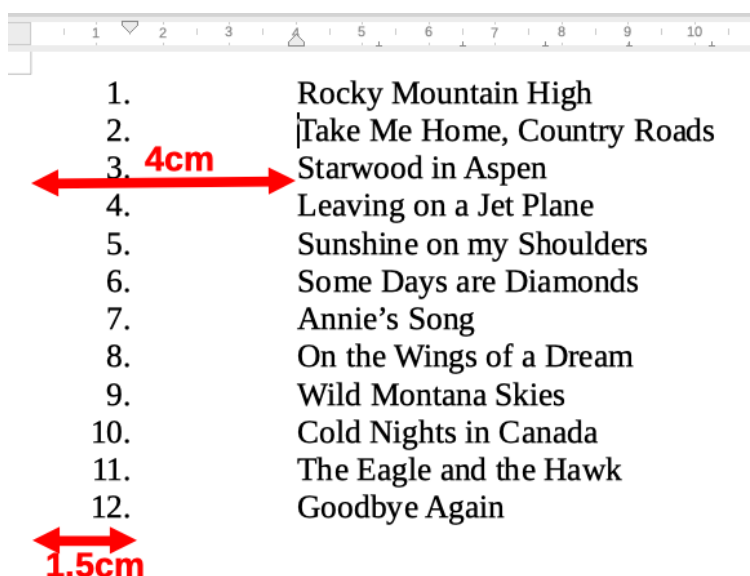 1 2 3 4 5 6 7 8 9 10
1. Rocky Mountain High
2. Take Me Home, Country Roads
4cm
3. Starwood in Aspen
4. Leaving on a Jet Plane
5. Sunshine on my Shoulders
6. Some Days are Diamonds
7. Annie’s Song
8. On the Wings of a Dream
9. Wild Montana Skies
10. Cold Nights in Canada
11. The Eagle and the Hawk
12. Goodbye Again
1.5cm